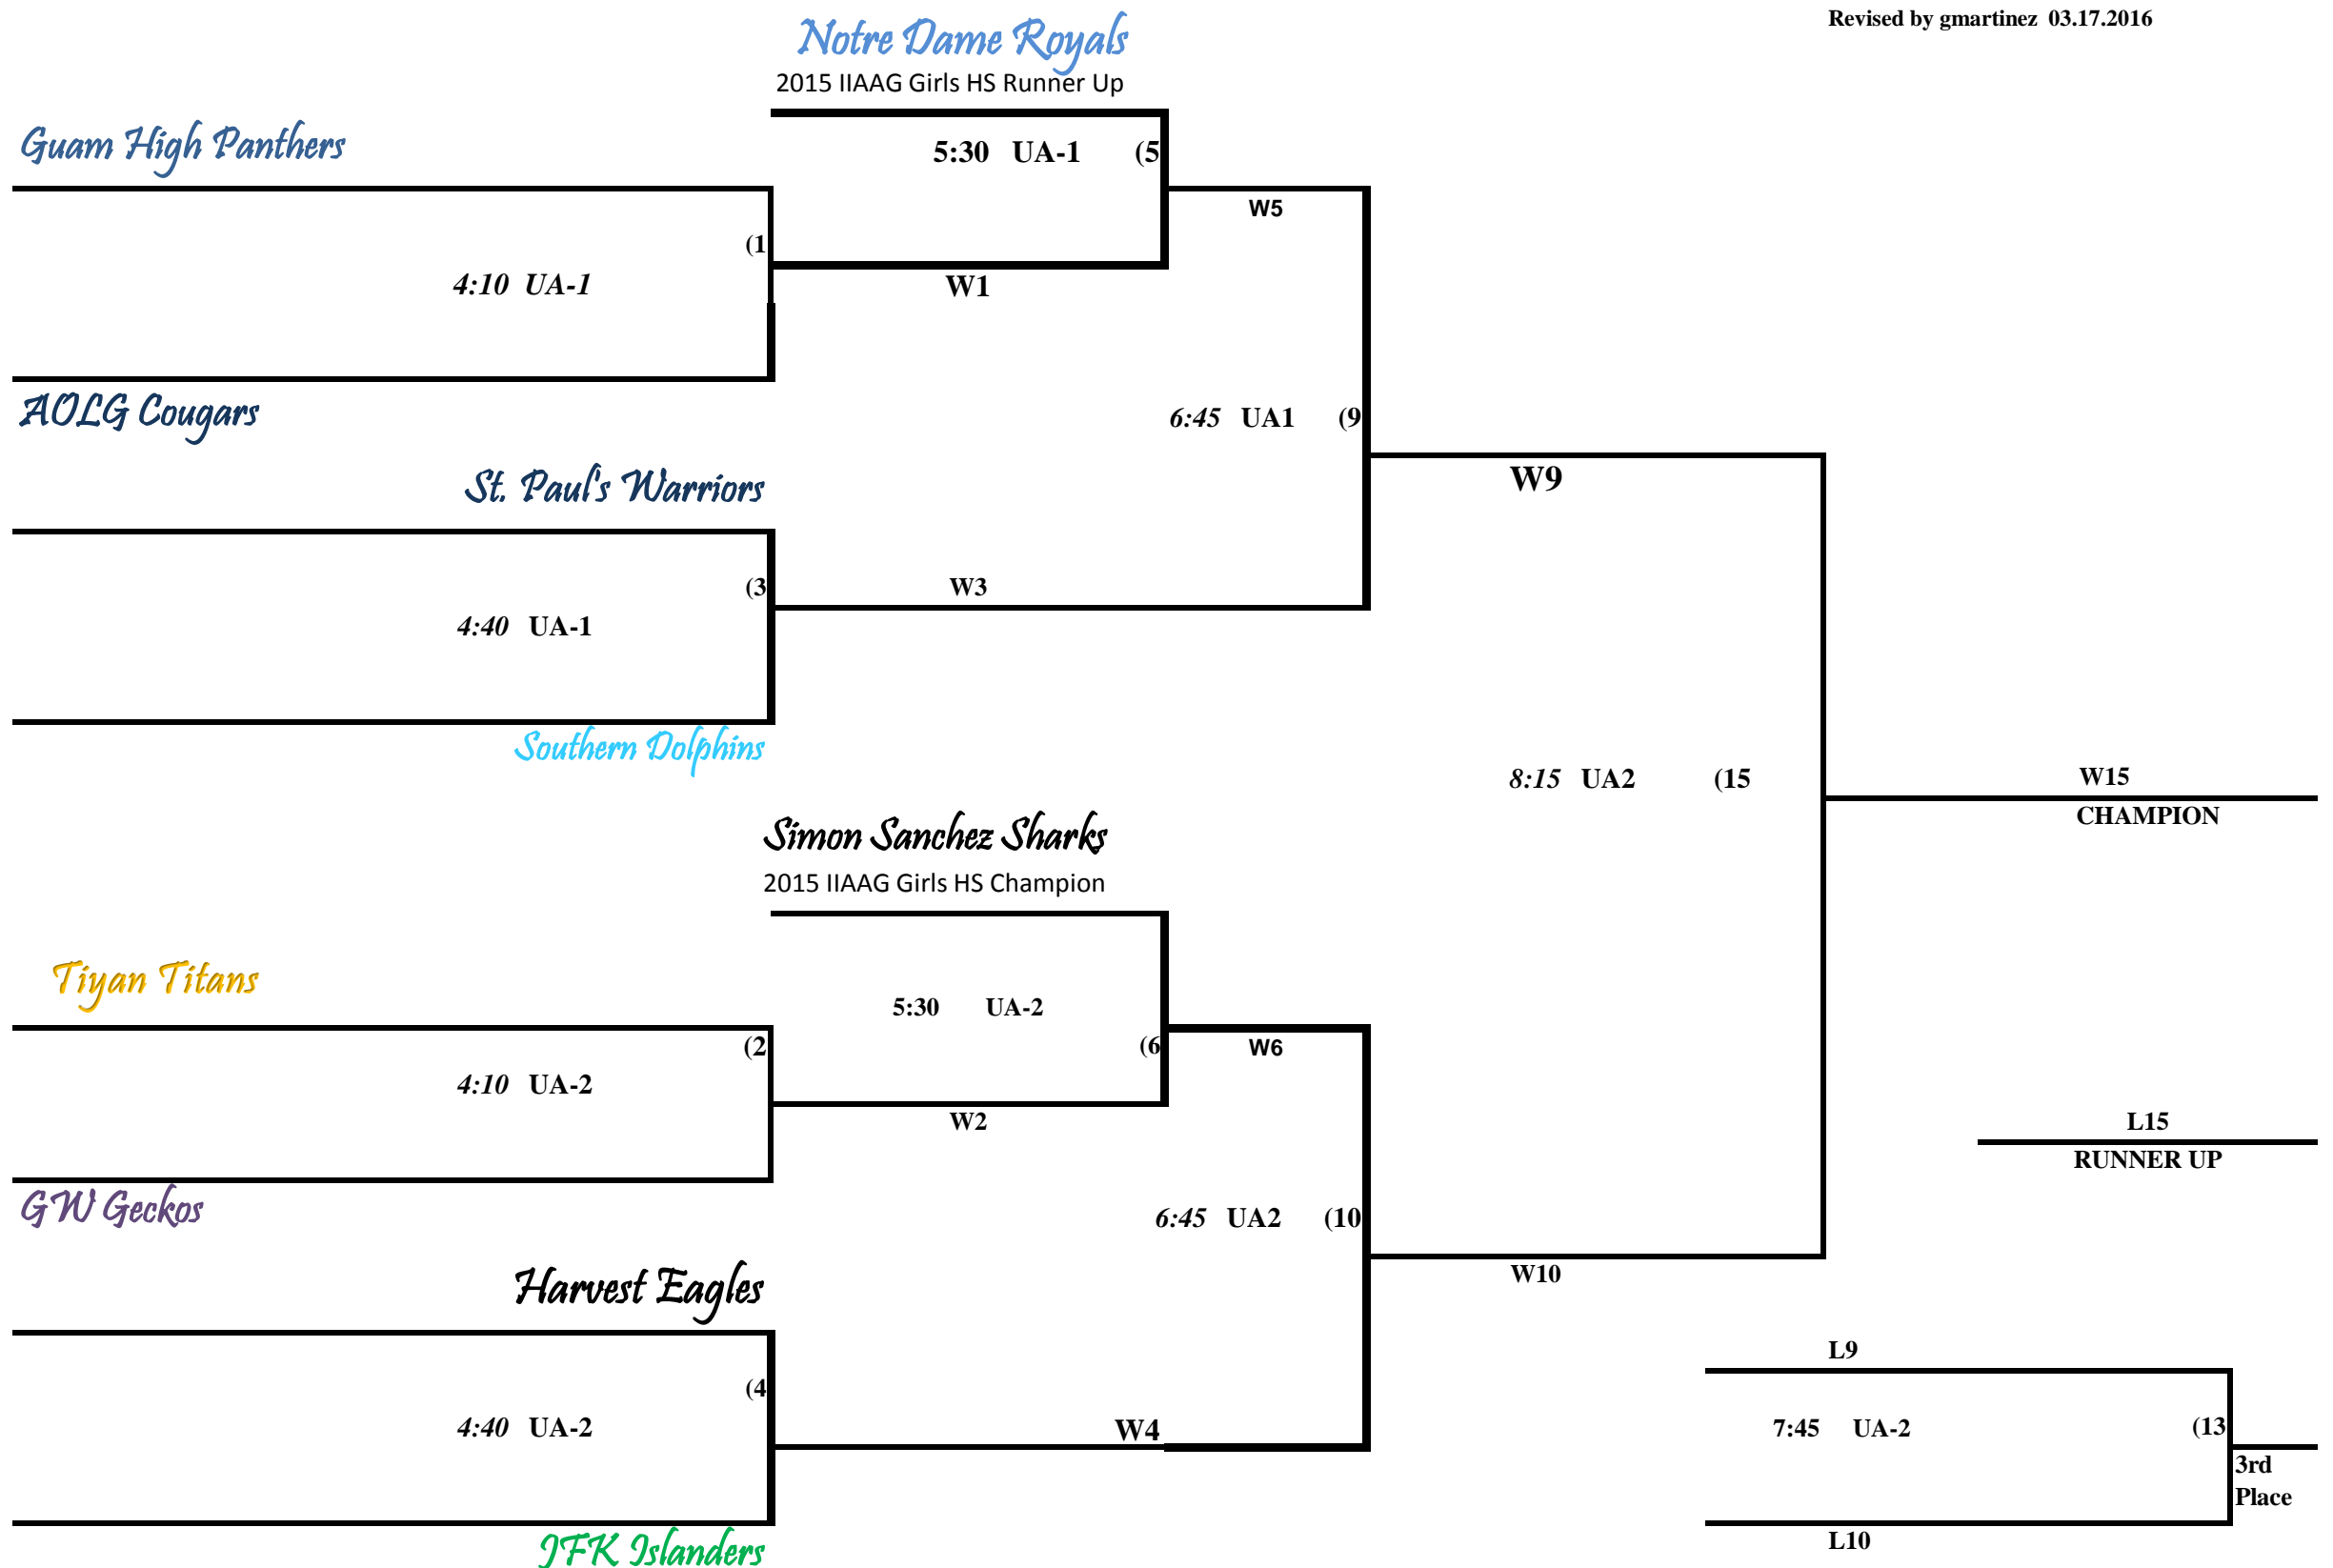 Revised by gmartinez 03.17.2016
Notre Dame Royals
2015 IIAAG Girls HS Runner Up
Guam High Panthers
5:30 UA-1 (5
W5
(1
4:10 UA-1
W1
AOLG Cougars
6:45 UA1 (9
St. Paul's Warriors
W9
(3
W3
4:40 UA-1
Southern Dolphins
8:15 UA2 (15
W15
CHAMPION
Simon Sanchez Sharks
2015 IIAAG Girls HS Champion
Tiyan Titans
5:30 UA-2
(2
(6
W6
4:10 UA-2
W2
L15
RUNNER UP
GW Geckos
6:45 UA2 (10
W10
Harvest Eagles
L9
(4
4:40 UA-2
W4
7:45 UA-2 (13
3rd
Place
L10
JFK Islanders